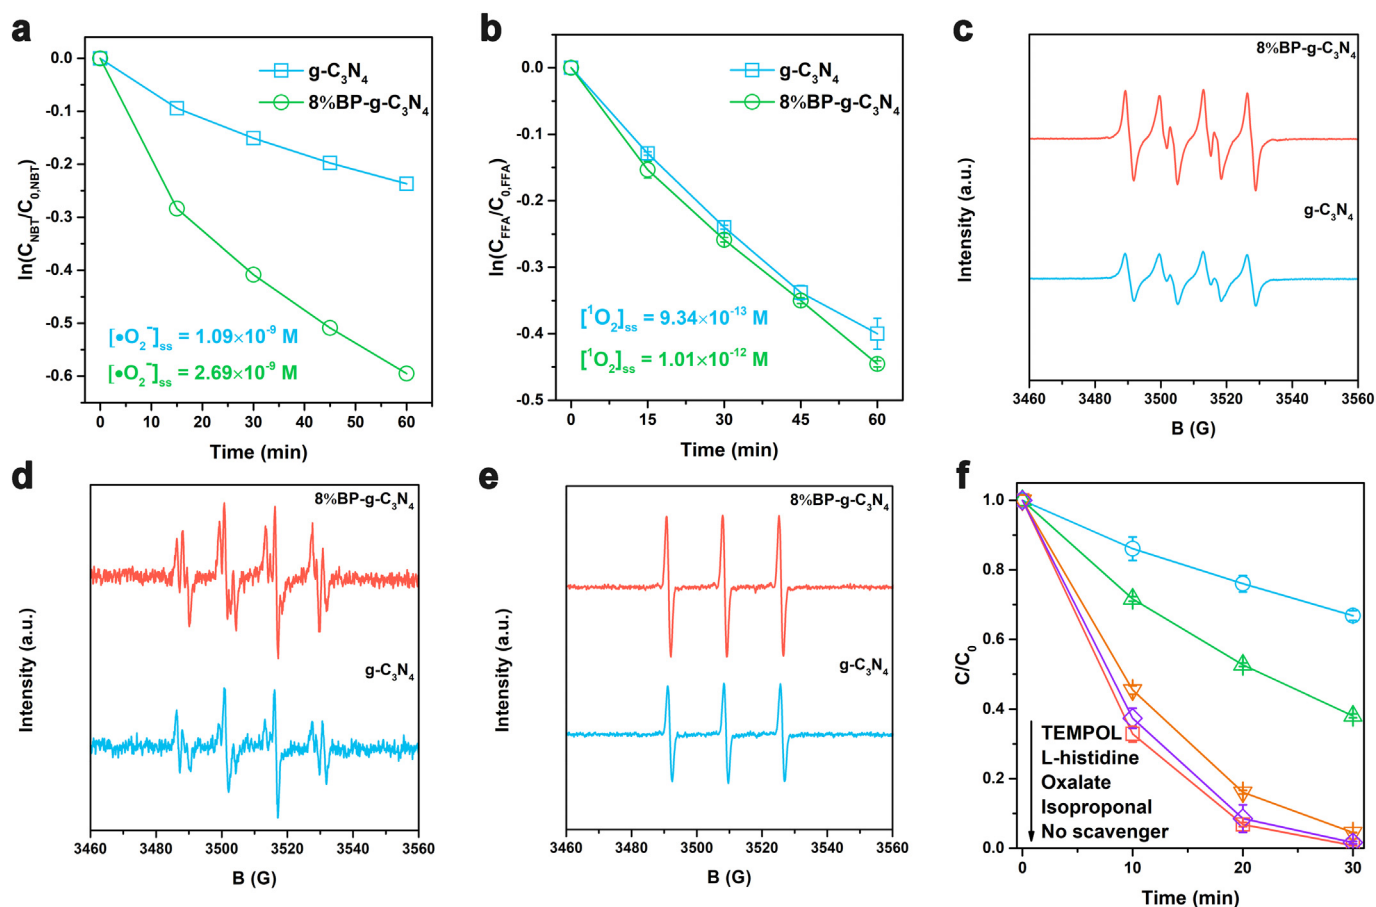 a
0.0
-0.1
-0.2
-0.3
-0.4
-0.5
-0.6
ln(C_NBT/C_0,NBT)
g-C₃N₄
8%BP-g-C₃N₄
[•O₂⁻]ss = 1.09×10⁻⁹ M
[•O₂⁻]ss = 2.69×10⁻⁹ M
0 10 20 30 40 50 60
Time (min)
b
0.0
-0.1
-0.2
-0.3
-0.4
-0.5
ln(C_FFA/C_0,FFA)
g-C₃N₄
8%BP-g-C₃N₄
[¹O₂]ss = 9.34×10⁻¹³ M
[¹O₂]ss = 1.01×10⁻¹² M
0 15 30 45 60
Time (min)
c
Intensity (a.u.)
8%BP-g-C₃N₄
g-C₃N₄
3460 3480 3500 3520 3540 3560
B (G)
d
Intensity (a.u.)
8%BP-g-C₃N₄
g-C₃N₄
3460 3480 3500 3520 3540 3560
B (G)
e
Intensity (a.u.)
8%BP-g-C₃N₄
g-C₃N₄
3460 3480 3500 3520 3540 3560
B (G)
f
1.0
0.8
0.6
0.4
0.2
0.0
C/C₀
TEMPOL
L-histidine
Oxalate
Isoproponal
No scavenger
0 10 20 30
Time (min)